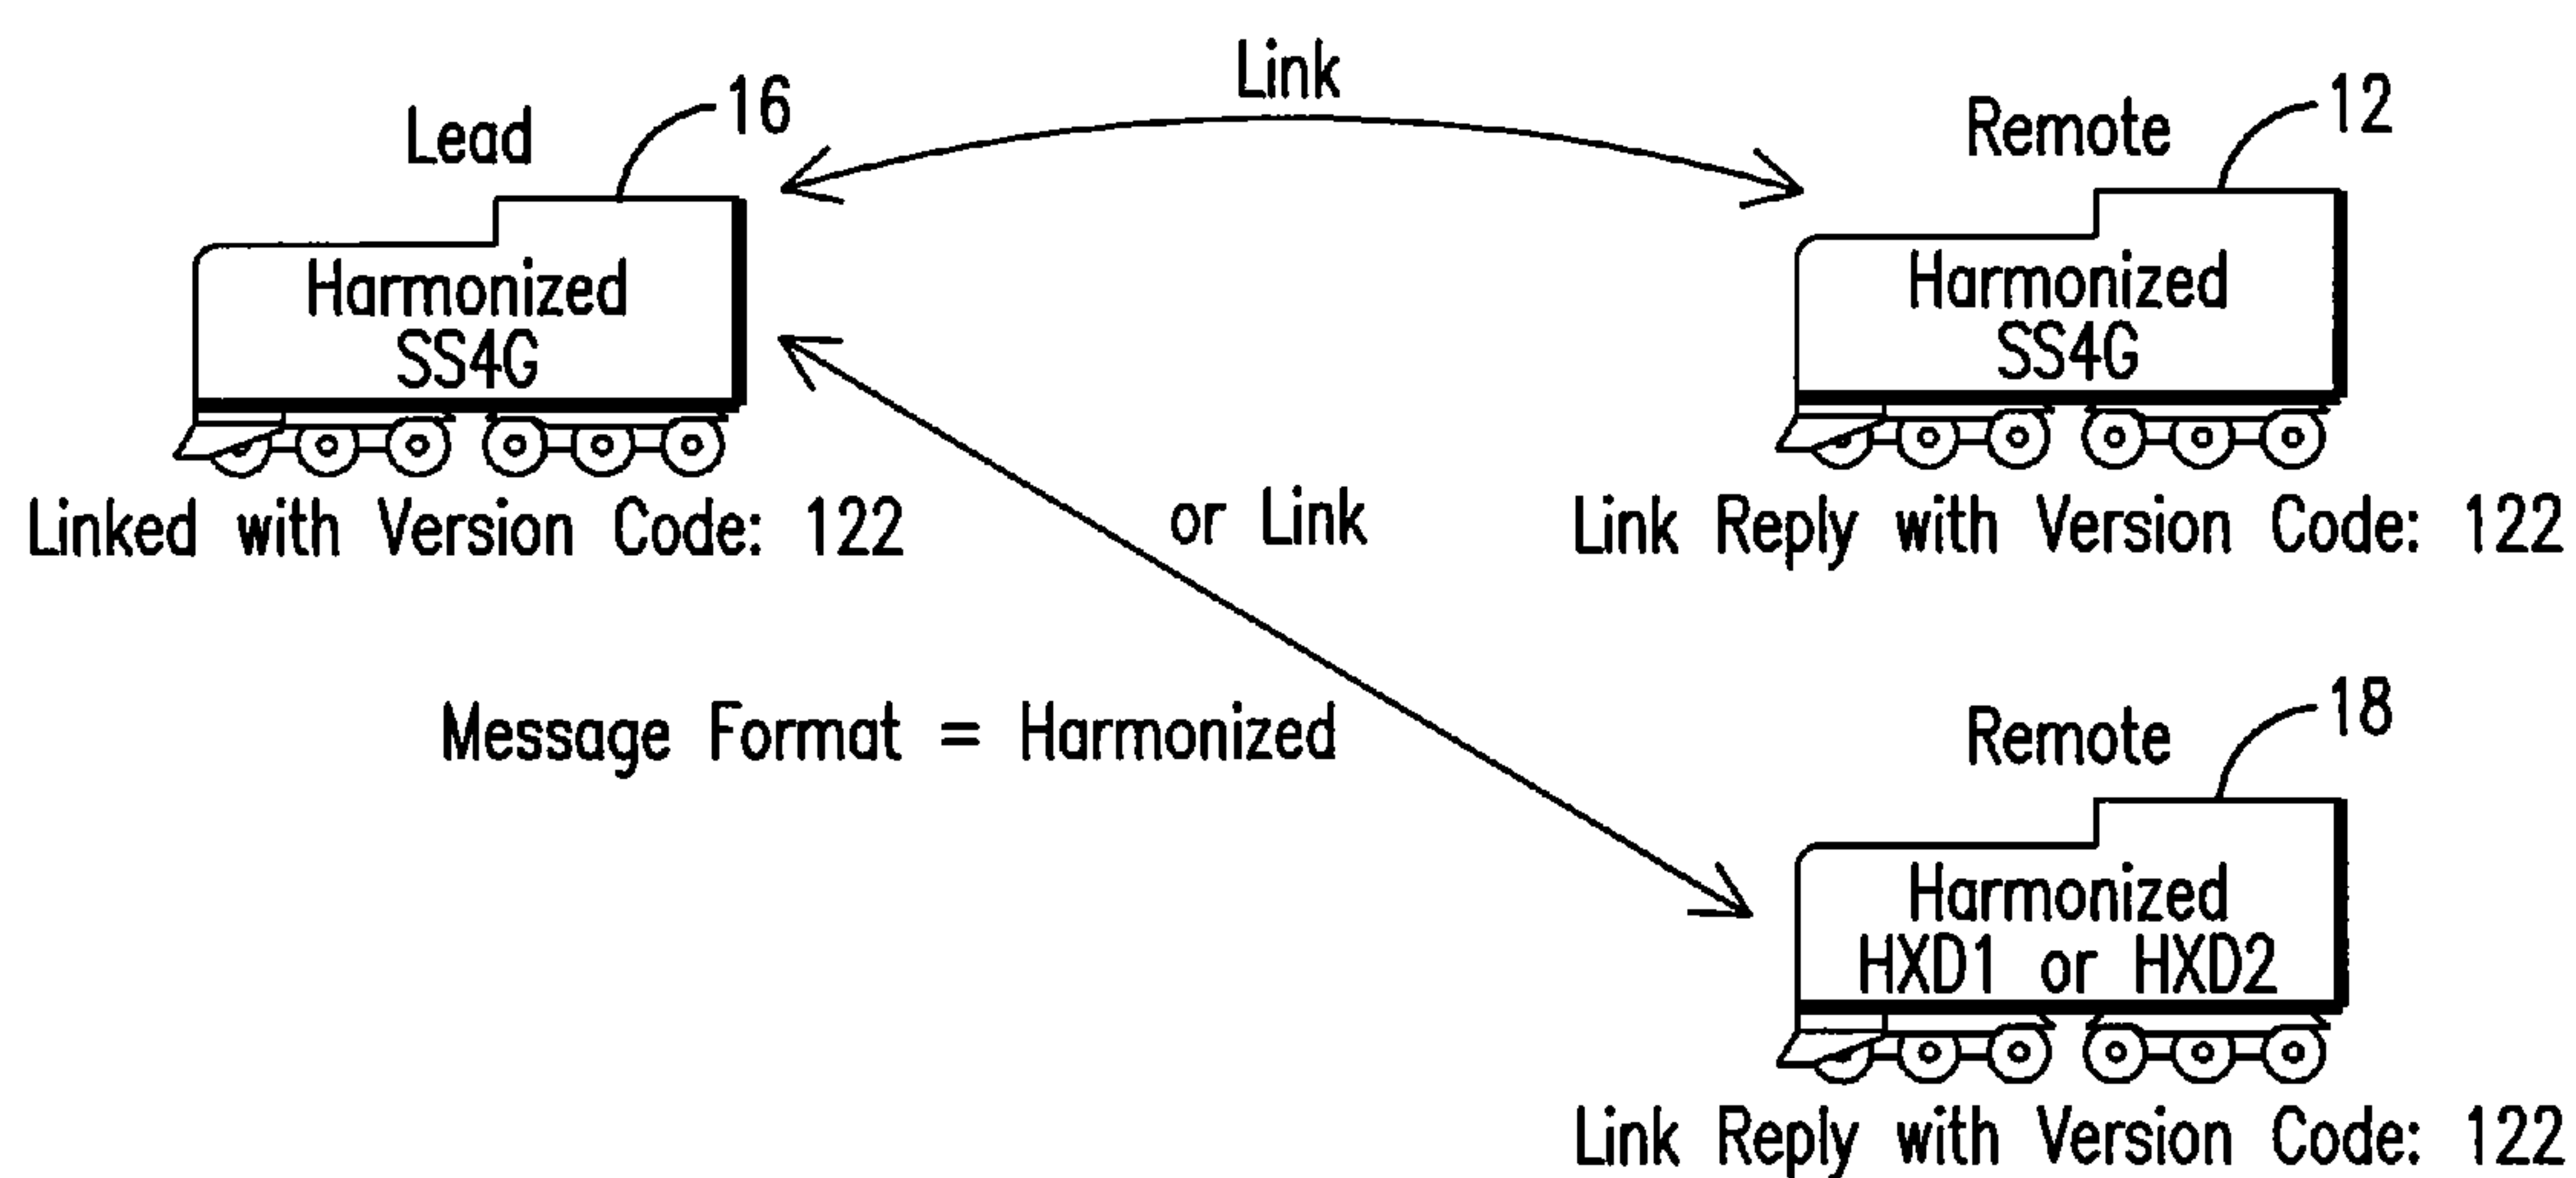 Link
Lead
16
Remote
12
Harmonized
SS4G
Harmonized
SS4G
Linked with Version Code: 122
or Link
Link Reply with Version Code: 122
Message Format = Harmonized
Remote
18
Harmonized
HXD1 or HXD2
Link Reply with Version Code: 122